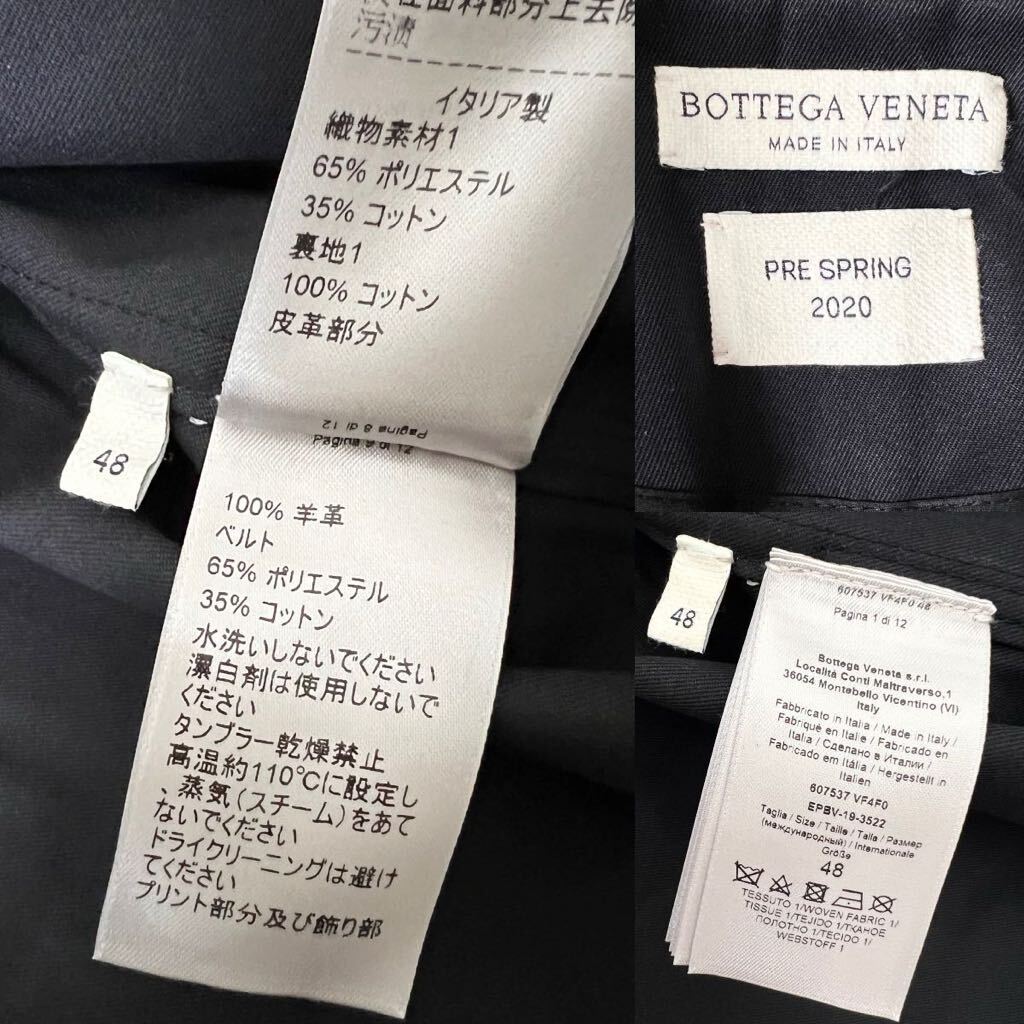 污渍
イタリア製
織物素材1
65% ポリエステル
35% コットン
裏地1
100% コットン
皮革部分
Pagina 8 di 12
Pagina 9 di 12
100% 羊革
ベルト
65% ポリエステル
35% コットン
水洗いしないでください
漂白剤は使用しないで
ください
タンブラー乾燥禁止
高温約110℃に設定し
、蒸気(スチーム)をあて
ないでください
ドライクリーニングは避け
てください
プリント部分及び飾り部
48
BOTTEGA VENETA
MADE IN ITALY
PRE SPRING
2020
48
607537 VF4F0 48
Pagina 1 di 12
Bottega Veneta s.r.l.
Località Conti Maltraverso,1
36054 Montebello Vicentino (VI)
Italy
Fabbricato in Italia / Made in Italy /
Fabriqué en Italie / Fabricado en
Italia / Сделано в Италии /
Fabricado em Itália / Hergestellt in
Italien
607537 VF4F0
EPBV-19-3522
Taglia / Size / Taille / Talla / Размер
(международный) / Internationale
Größe
48
TESSUTO 1/WOVEN FABRIC 1/
TISSUE 1/TEJIDO 1/ТКАНОЕ
ПОЛОТНО 1/TECIDO 1/
WEBSTOFF 1